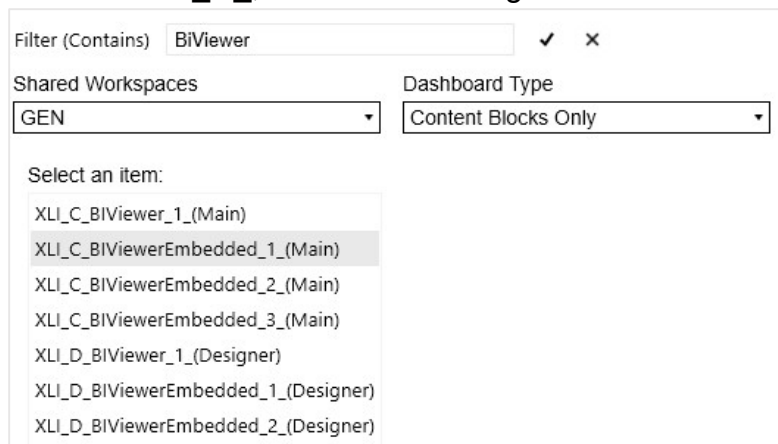 Filter (Contains) BiViewer
Shared Workspaces Dashboard Type
GEN Content Blocks Only
Select an item:
XLI_C_BIViewer_1_(Main)
XLI_C_BIViewerEmbedded_1_(Main)
XLI_C_BIViewerEmbedded_2_(Main)
XLI_C_BIViewerEmbedded_3_(Main)
XLI_D_BIViewer_1_(Designer)
XLI_D_BIViewerEmbedded_1_(Designer)
XLI_D_BIViewerEmbedded_2_(Designer)